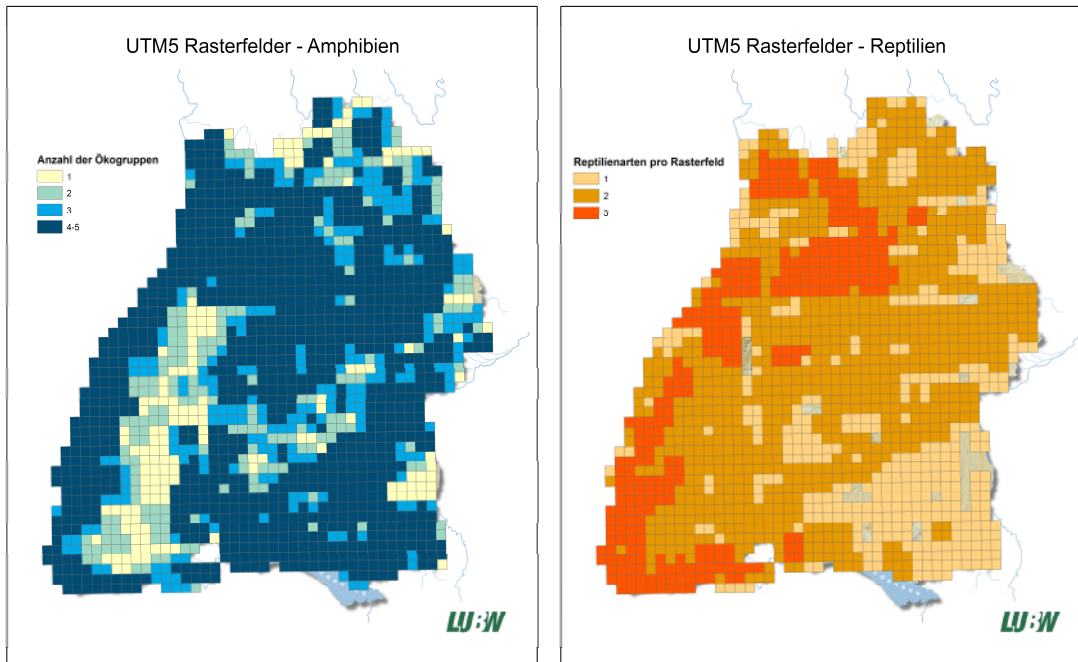 UTM5 Rasterfelder - Amphibien
Anzahl der Ökogruppen
1
2
3
4-5
LUBW
UTM5 Rasterfelder - Reptilien
Reptilienarten pro Rasterfeld
1
2
3
LUBW